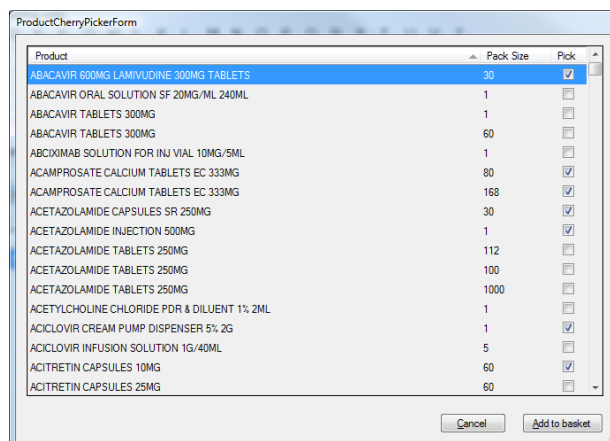 ProductCherryPickerForm
Product Pack Size Pick
ABACAVIR 600MG LAMIVUDINE 300MG TABLETS 30
ABACAVIR ORAL SOLUTION SF 20MG/ML 240ML 1
ABACAVIR TABLETS 300MG 1
ABACAVIR TABLETS 300MG 60
ABCIXIMAB SOLUTION FOR INJ VIAL 10MG/5ML 1
ACAMPROSATE CALCIUM TABLETS EC 333MG 80
ACAMPROSATE CALCIUM TABLETS EC 333MG 168
ACETAZOLAMIDE CAPSULES SR 250MG 30
ACETAZOLAMIDE INJECTION 500MG 1
ACETAZOLAMIDE TABLETS 250MG 112
ACETAZOLAMIDE TABLETS 250MG 100
ACETAZOLAMIDE TABLETS 250MG 1000
ACETYLCHOLINE CHLORIDE PDR & DILUENT 1% 2ML 1
ACICLOVIR CREAM PUMP DISPENSER 5% 2G 1
ACICLOVIR INFUSION SOLUTION 1G/40ML 5
ACITRETIN CAPSULES 10MG 60
ACITRETIN CAPSULES 25MG 60
Cancel Add to basket